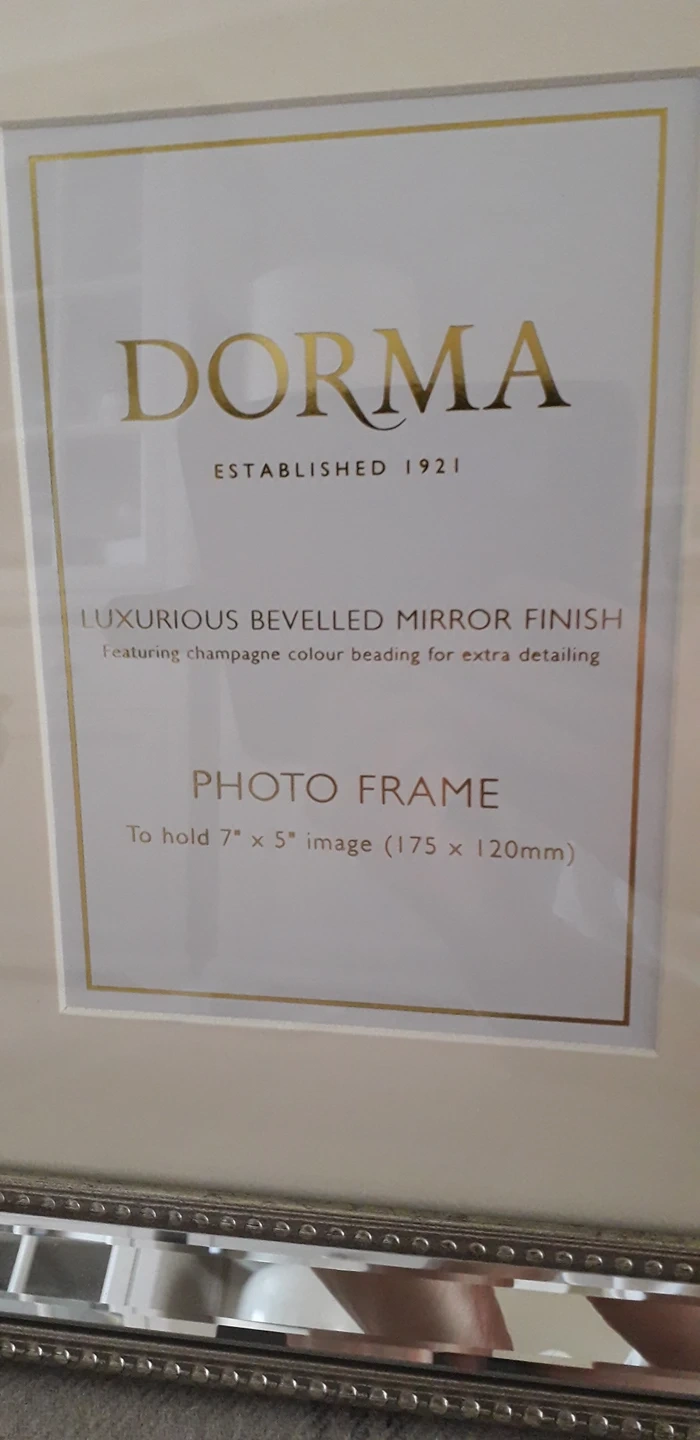 DORMA
ESTABLISHED 1921
LUXURIOUS BEVELLED MIRROR FINISH
Featuring champagne colour beading for extra detailing
PHOTO FRAME
To hold 7" x 5" image (175 x 120mm)